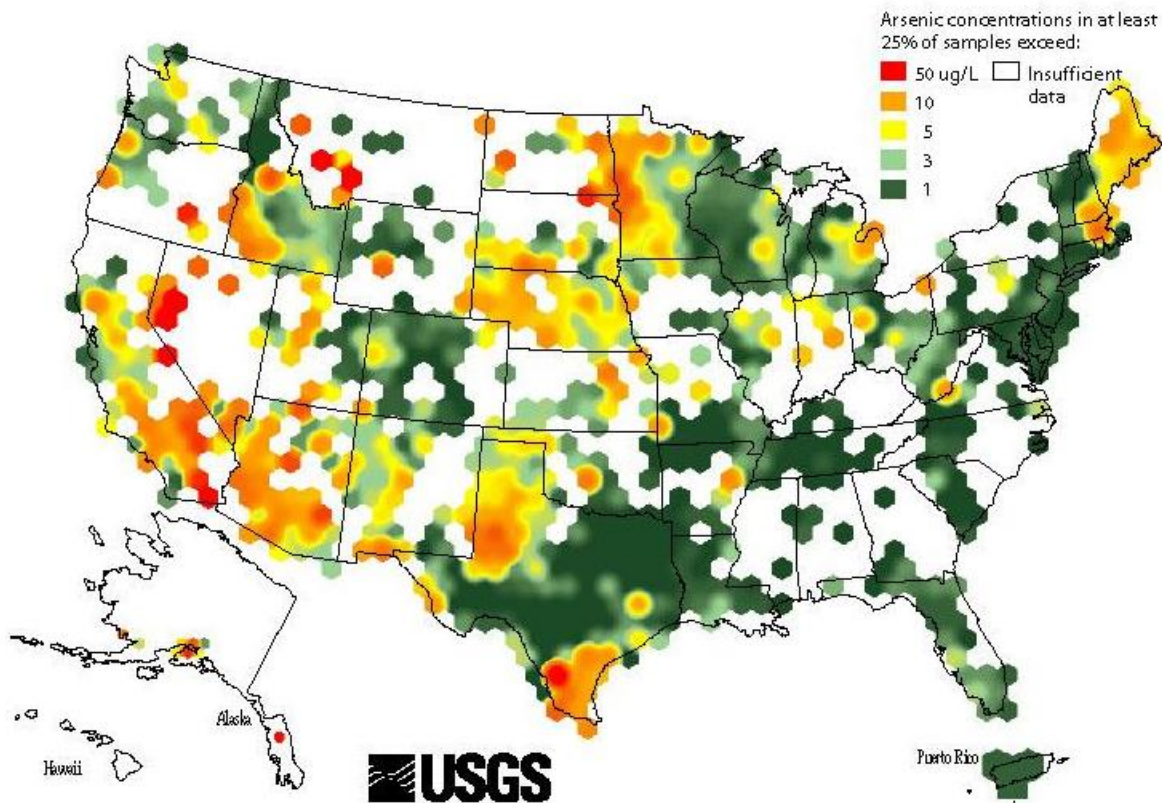 Arsenic concentrations in at least
25% of samples exceed:
50 ug/L Insufficient
data
10
5
3
1
Alaska
Hawaii
USGS
Puerto Rico